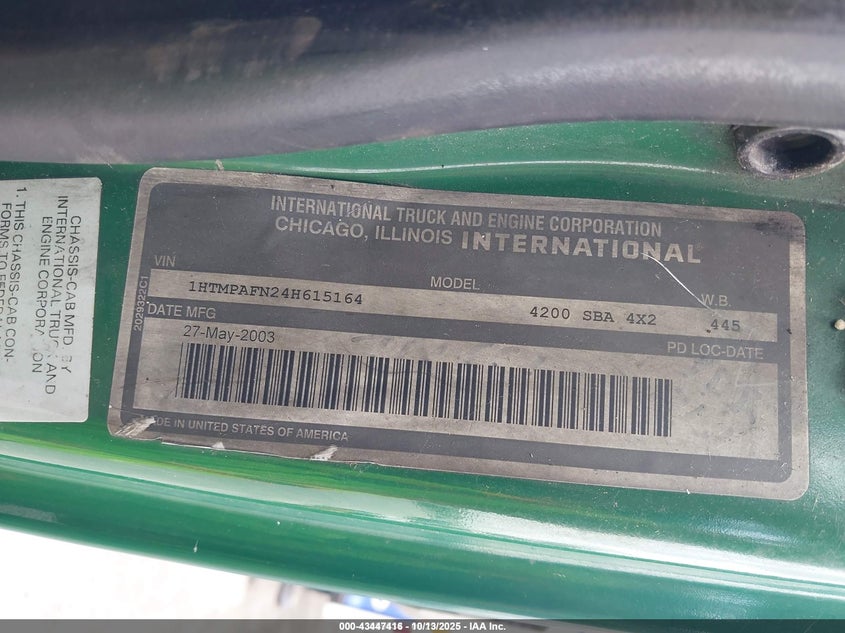 CHASSIS-CAB MFD. BY
INTERNATIONAL TRUCK AND
ENGINE CORPORATION
1. THIS CHASSIS-CAB CON-
INTERNATIONAL TRUCK AND ENGINE CORPORATION
CHICAGO, ILLINOIS INTERNATIONAL
VIN
MODEL
W.B.
1HTMPAFN24H615164
4200 SBA 4X2
445
DATE MFG
27-May-2003
PD LOC-DATE
2029322C1
IN UNITED STATES OF AMERICA
000-43447416 - 10/13/2025 - IAA Inc.